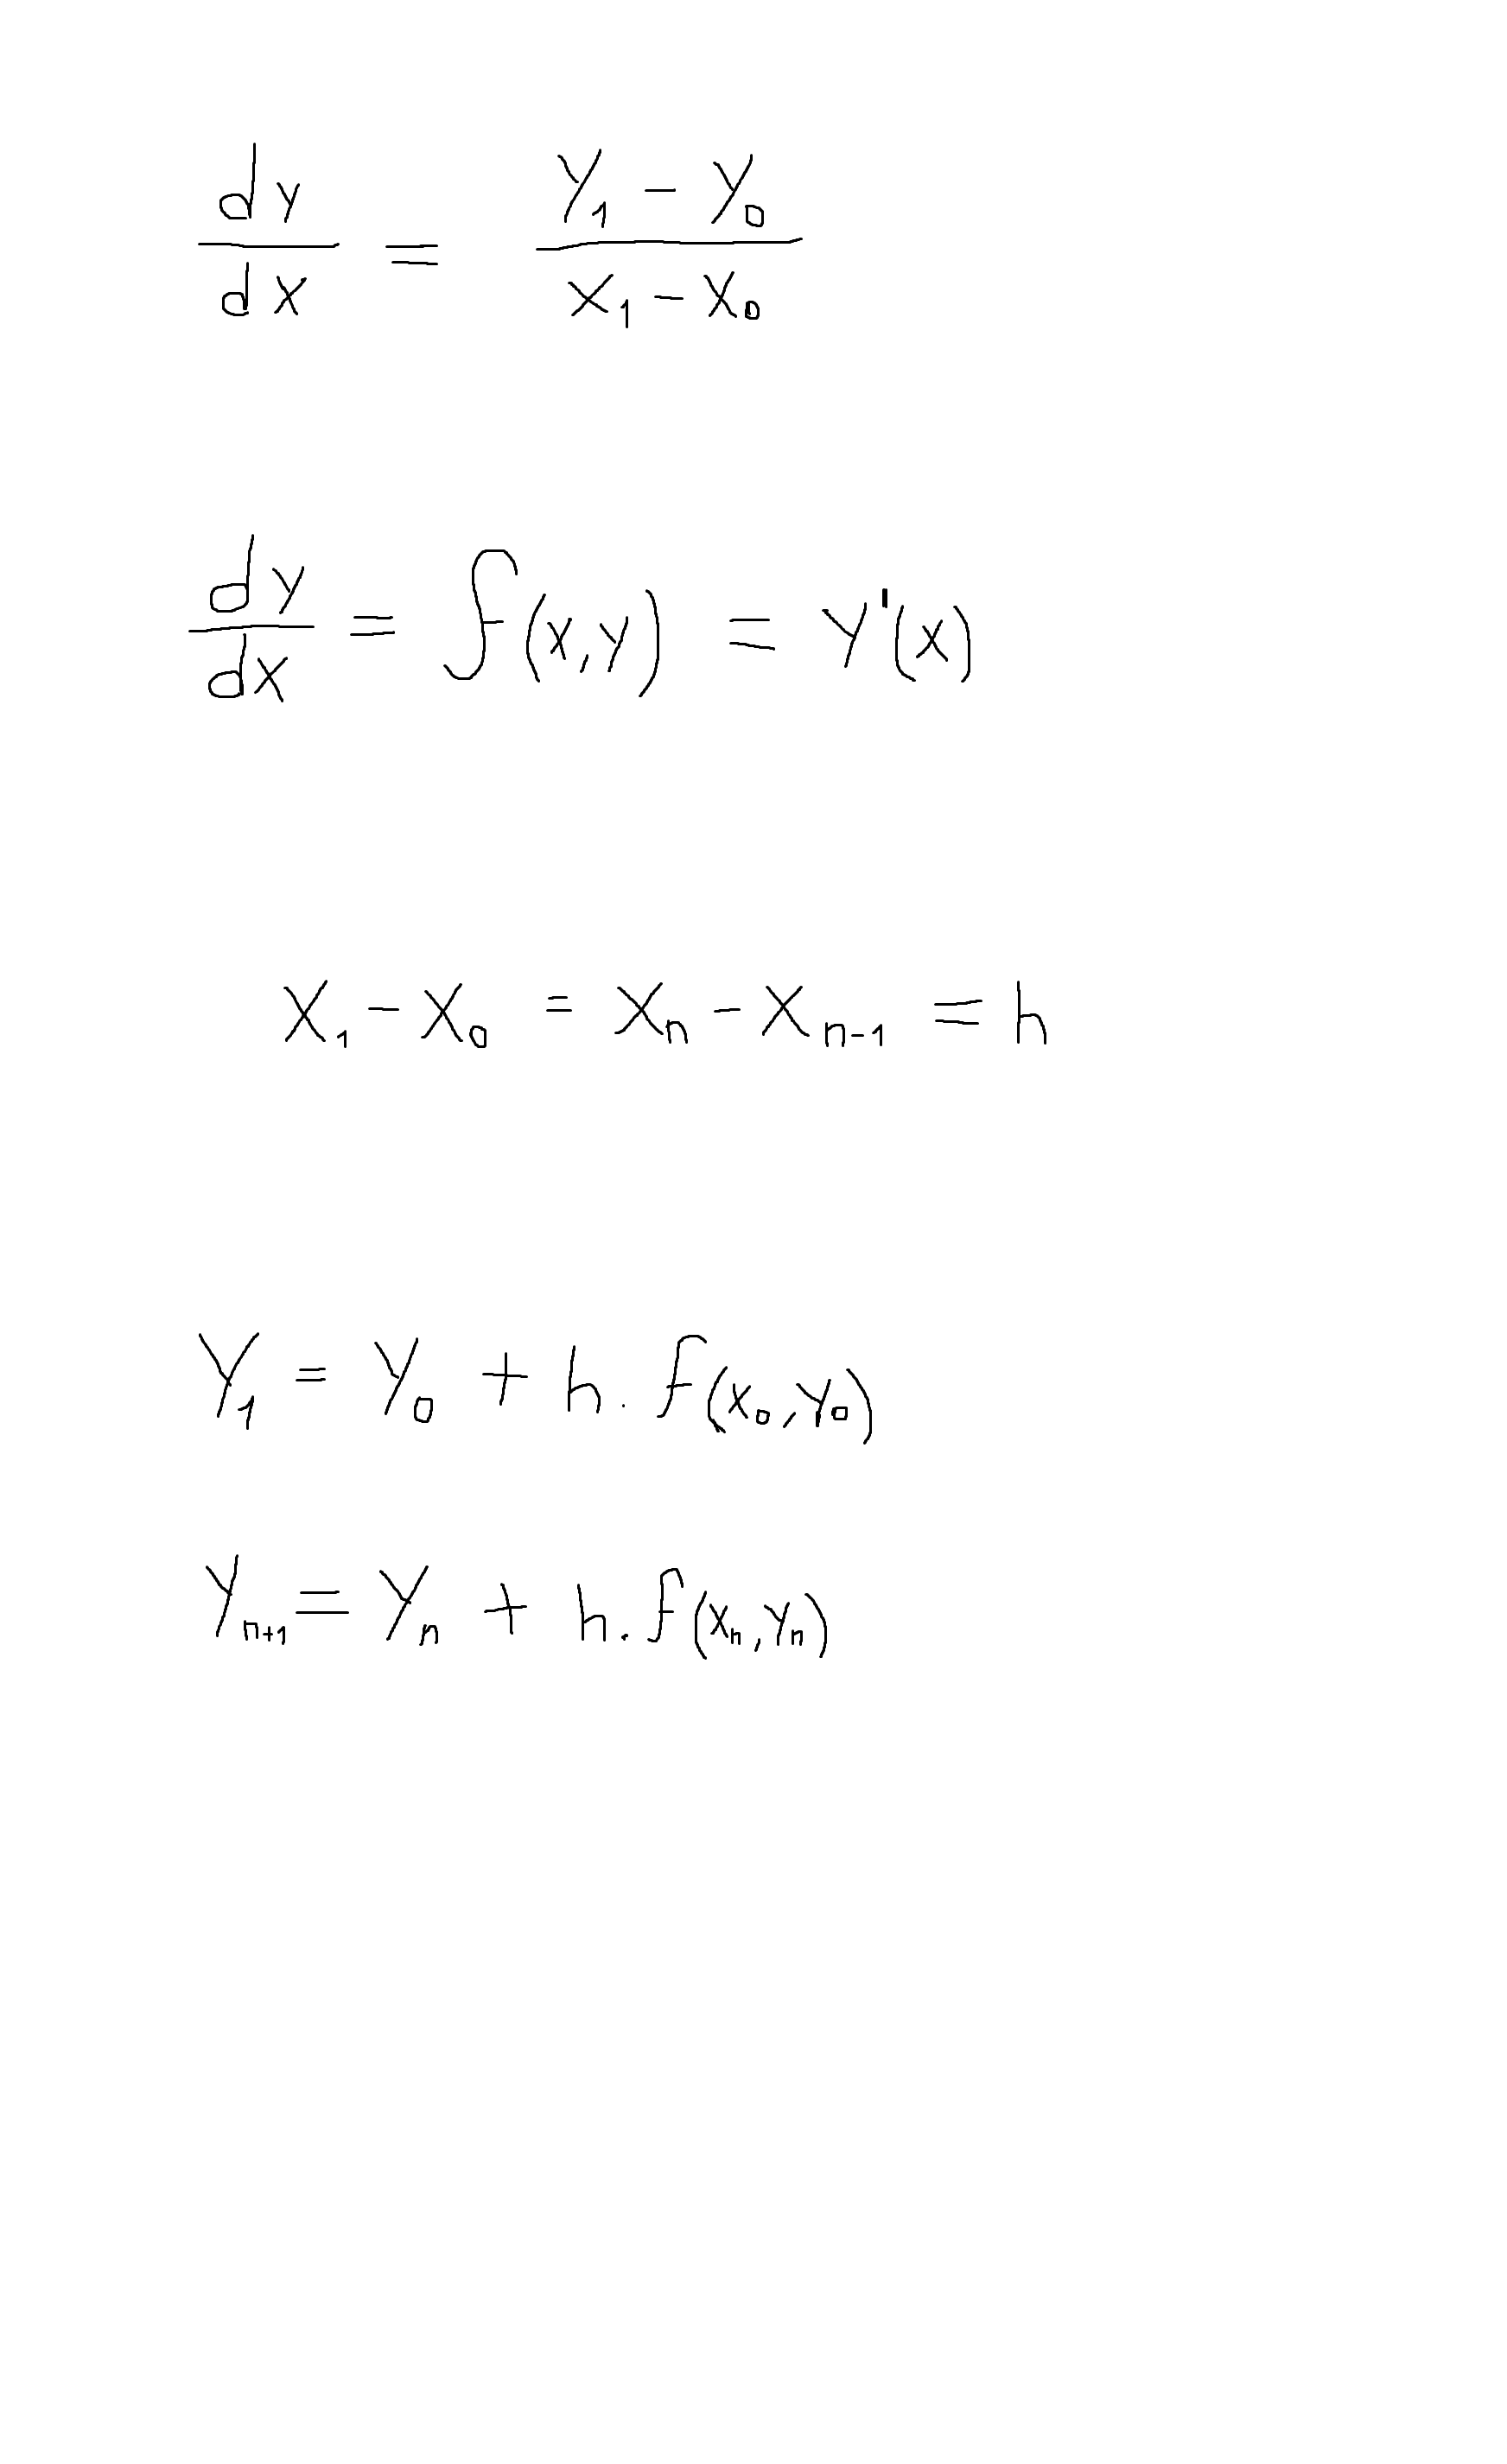 dy/dx = (Y₁ - Y₀)/(X₁ - X₀)
dy/dx = f(x,y) = y'(x)
X₁ - X₀ = Xₙ - Xₙ₋₁ = h
Y₁ = Y₀ + h . f(x₀,y₀)
Yₙ₊₁ = Yₙ + h . f(xₙ,yₙ)